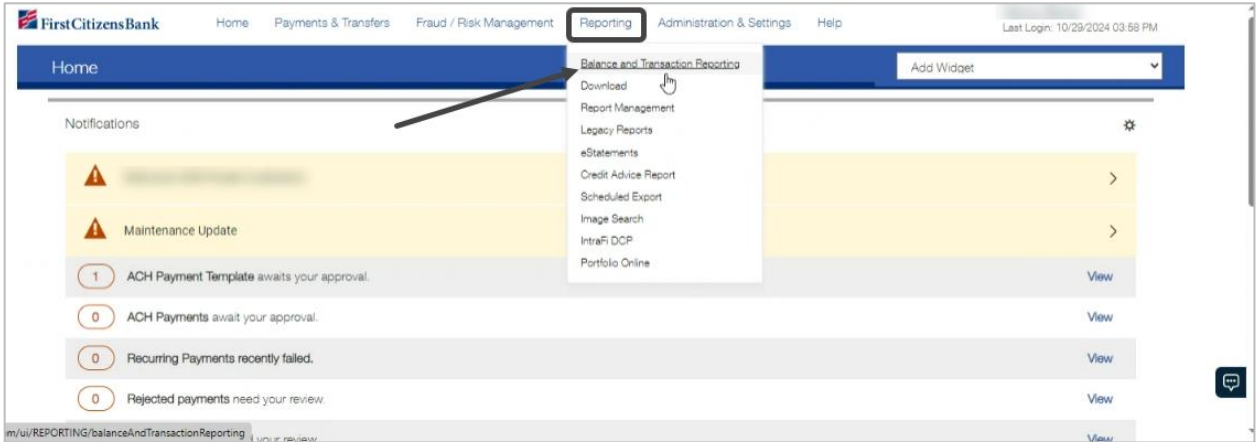 First Citizens Bank
Home Payments & Transfers Fraud / Risk Management Reporting Administration & Settings Help
Last Login: 10/29/2024 03:58 PM
Home
Add Widget
Balance and Transaction Reporting
Download
Report Management
Legacy Reports
eStatements
Credit Advice Report
Scheduled Export
Image Search
IntraFi DCP
Portfolio Online
Notifications
Maintenance Update
1 ACH Payment Template awaits your approval. View
0 ACH Payments await your approval. View
0 Recurring Payments recently failed. View
0 Rejected payments need your review. View
m/ui/REPORTING/balanceAndTransactionReporting
your review. View